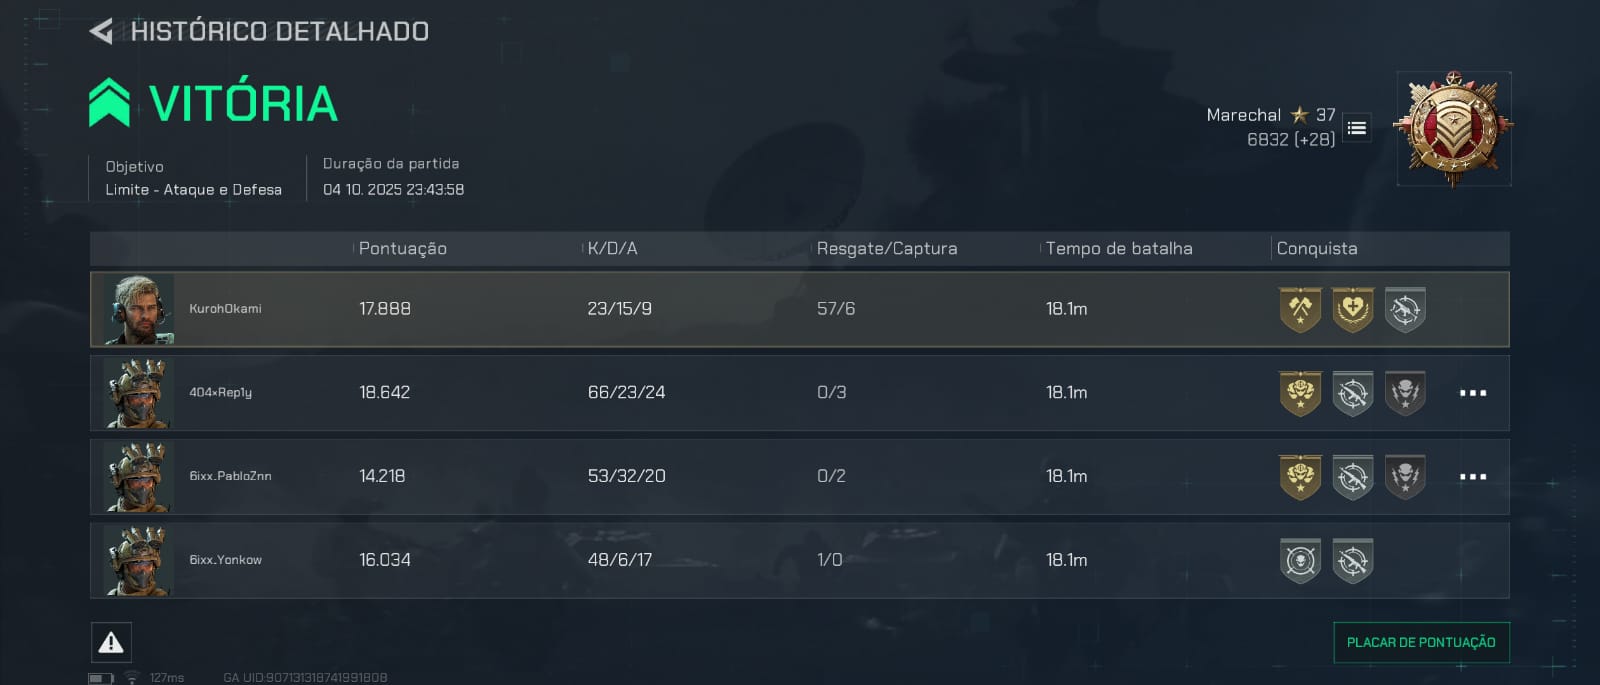 HISTÓRICO DETALHADO
VITÓRIA
Marechal 37
6832 (+28)
Objetivo
Limite - Ataque e Defesa
Duração da partida
04 10. 2025 23:43:58
Pontuação K/D/A Resgate/Captura Tempo de batalha Conquista
KurohOkami 17.888 23/15/9 57/6 18.1m
404×Rep1y 18.642 66/23/24 0/3 18.1m
6ixx.PabloZnn 14.218 53/32/20 0/2 18.1m
6ixx.Yonkow 16.034 48/6/17 1/0 18.1m
PLACAR DE PONTUAÇÃO
127ms GA UID:907131318741991808